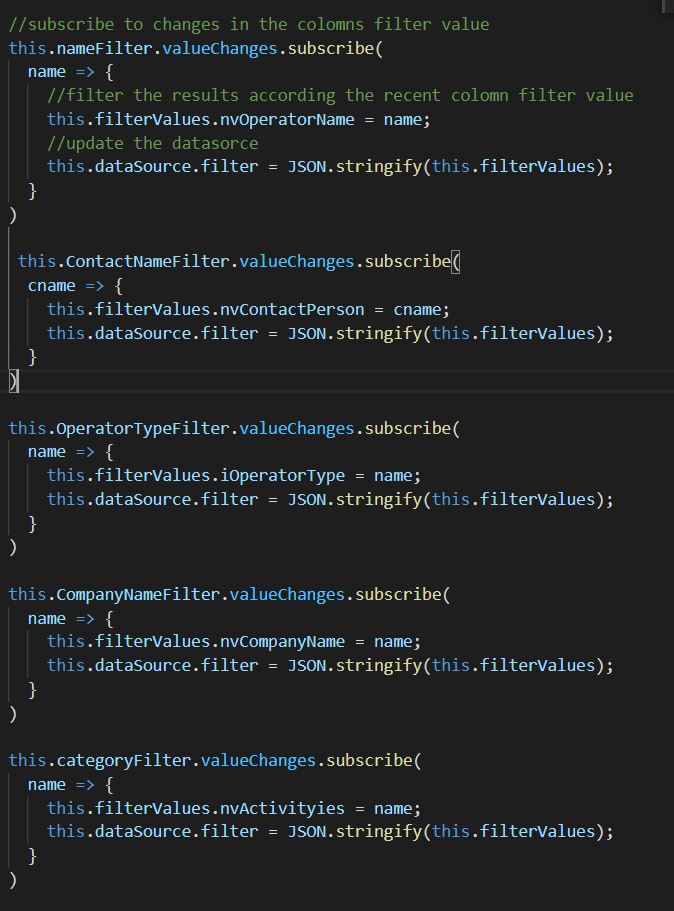 //subscribe to changes in the colomns filter value
this.nameFilter.valueChanges.subscribe(
name => {
//filter the results according the recent colomn filter value
this.filterValues.nvOperatorName = name;
//update the datasorce
this.dataSource.filter = JSON.stringify(this.filterValues);
}
)
this.ContactNameFilter.valueChanges.subscribe(
cname => {
this.filterValues.nvContactPerson = cname;
this.dataSource.filter = JSON.stringify(this.filterValues);
}
)
this.OperatorTypeFilter.valueChanges.subscribe(
name => {
this.filterValues.iOperatorType = name;
this.dataSource.filter = JSON.stringify(this.filterValues);
}
)
this.CompanyNameFilter.valueChanges.subscribe(
name => {
this.filterValues.nvCompanyName = name;
this.dataSource.filter = JSON.stringify(this.filterValues);
}
)
this.categoryFilter.valueChanges.subscribe(
name => {
this.filterValues.nvActivityies = name;
this.dataSource.filter = JSON.stringify(this.filterValues);
}
)